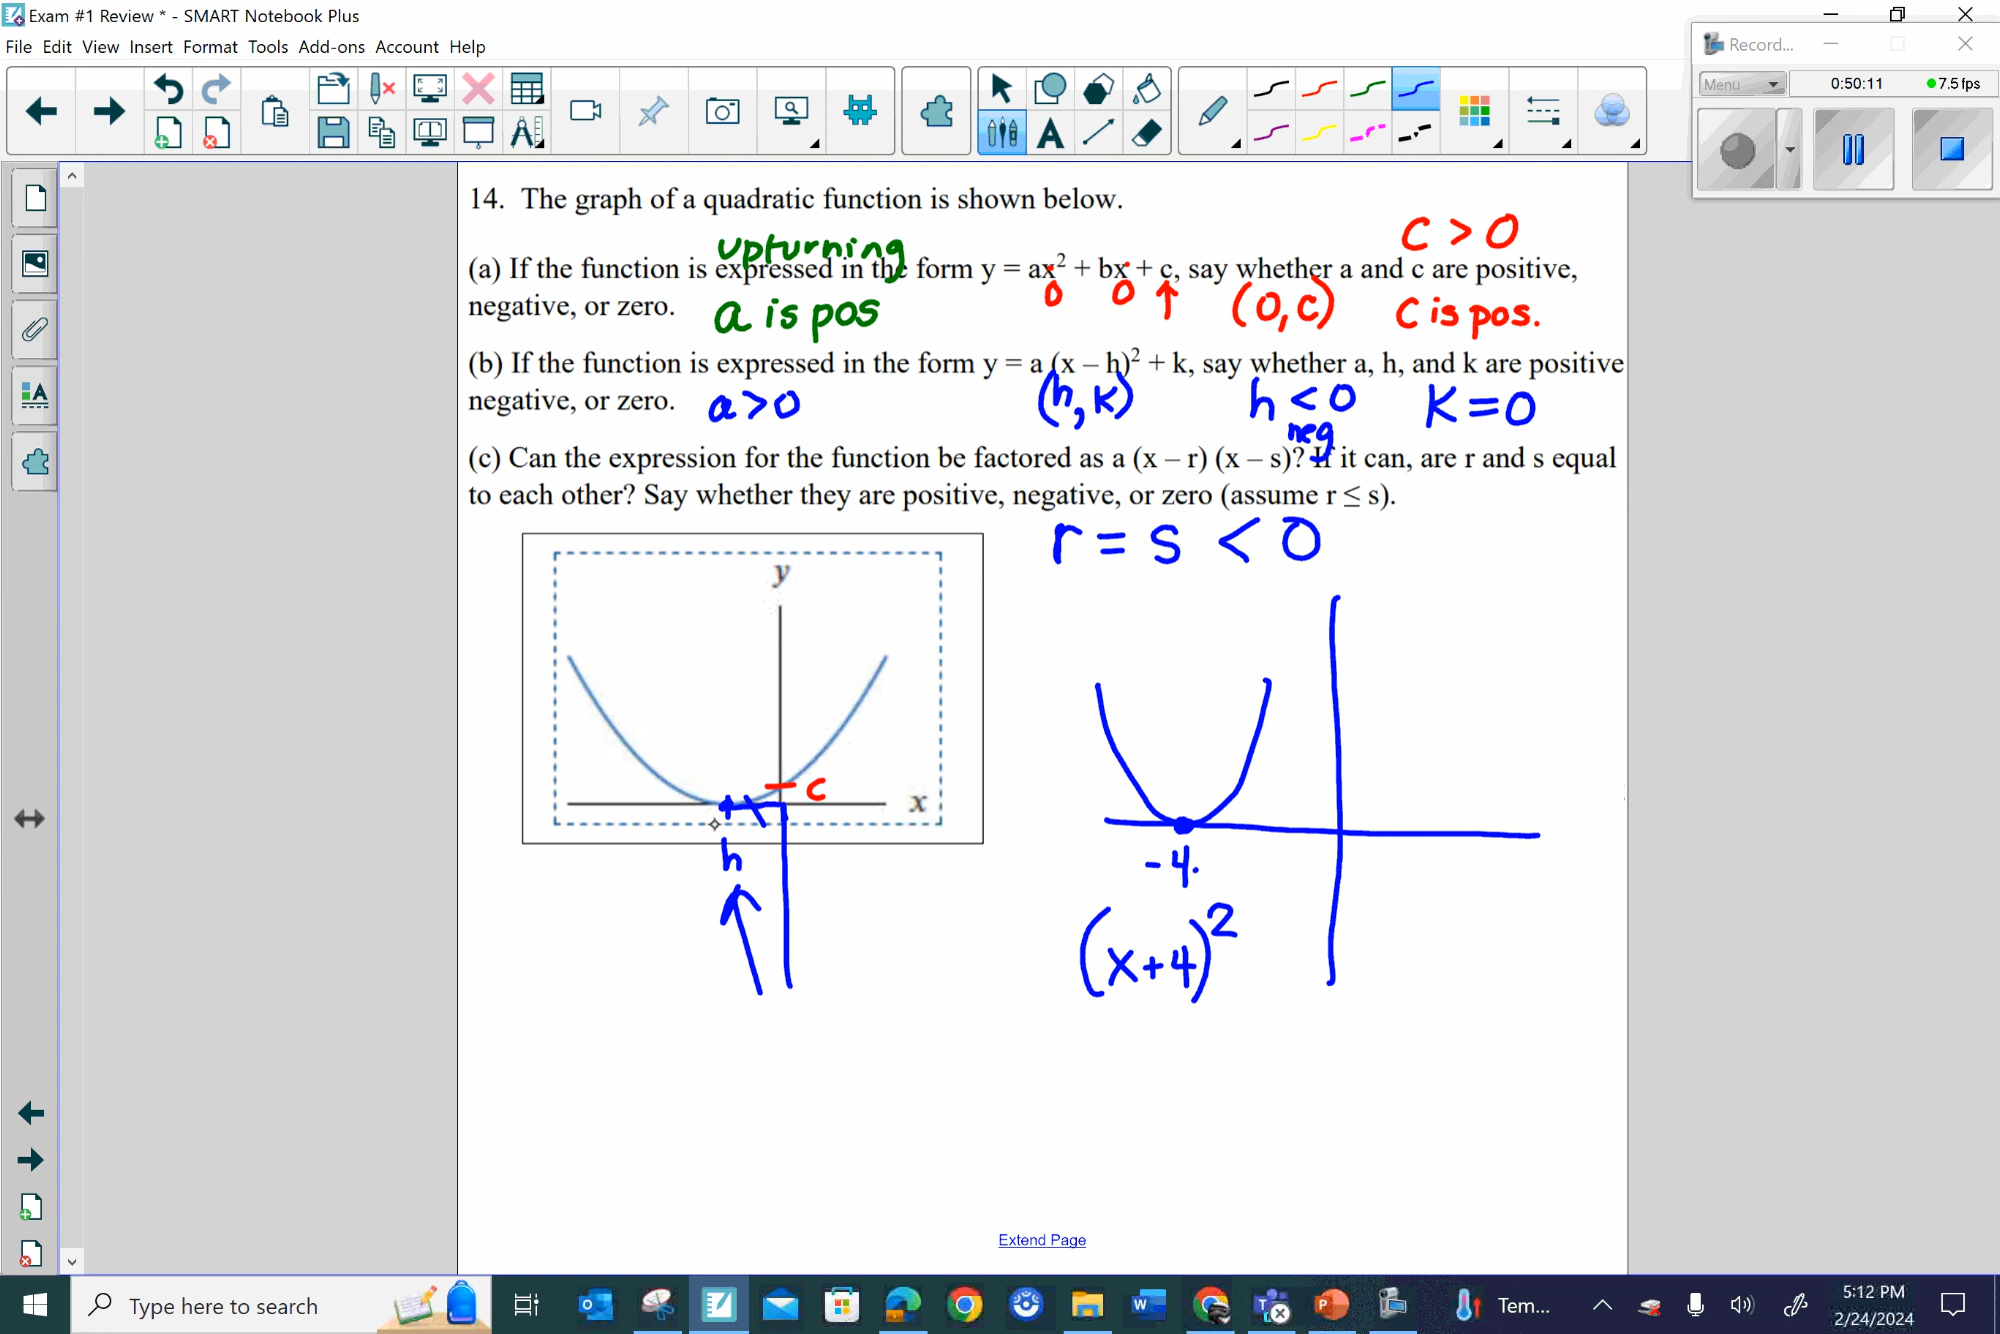 Exam #1 Review * - SMART Notebook Plus
File Edit View Insert Format Tools Add-ons Account Help
Record...
Menu 0:50:11 7.5 fps
14. The graph of a quadratic function is shown below.
c > 0
upturning
(a) If the function is expressed in the form y = ax² + bx + c, say whether a and c are positive,
negative, or zero.
0 0 ↑ (0,c)
a is pos
c is pos.
(b) If the function is expressed in the form y = a (x – h)² + k, say whether a, h, and k are positive
negative, or zero.
a>0 (h,k) h<0 K=0
neg
(c) Can the expression for the function be factored as a (x – r) (x – s)? If it can, are r and s equal
to each other? Say whether they are positive, negative, or zero (assume r ≤ s).
r = s < 0
y
c
x
h
-4.
(x+4)²
Extend Page
Type here to search
Tem...
5:12 PM
2/24/2024